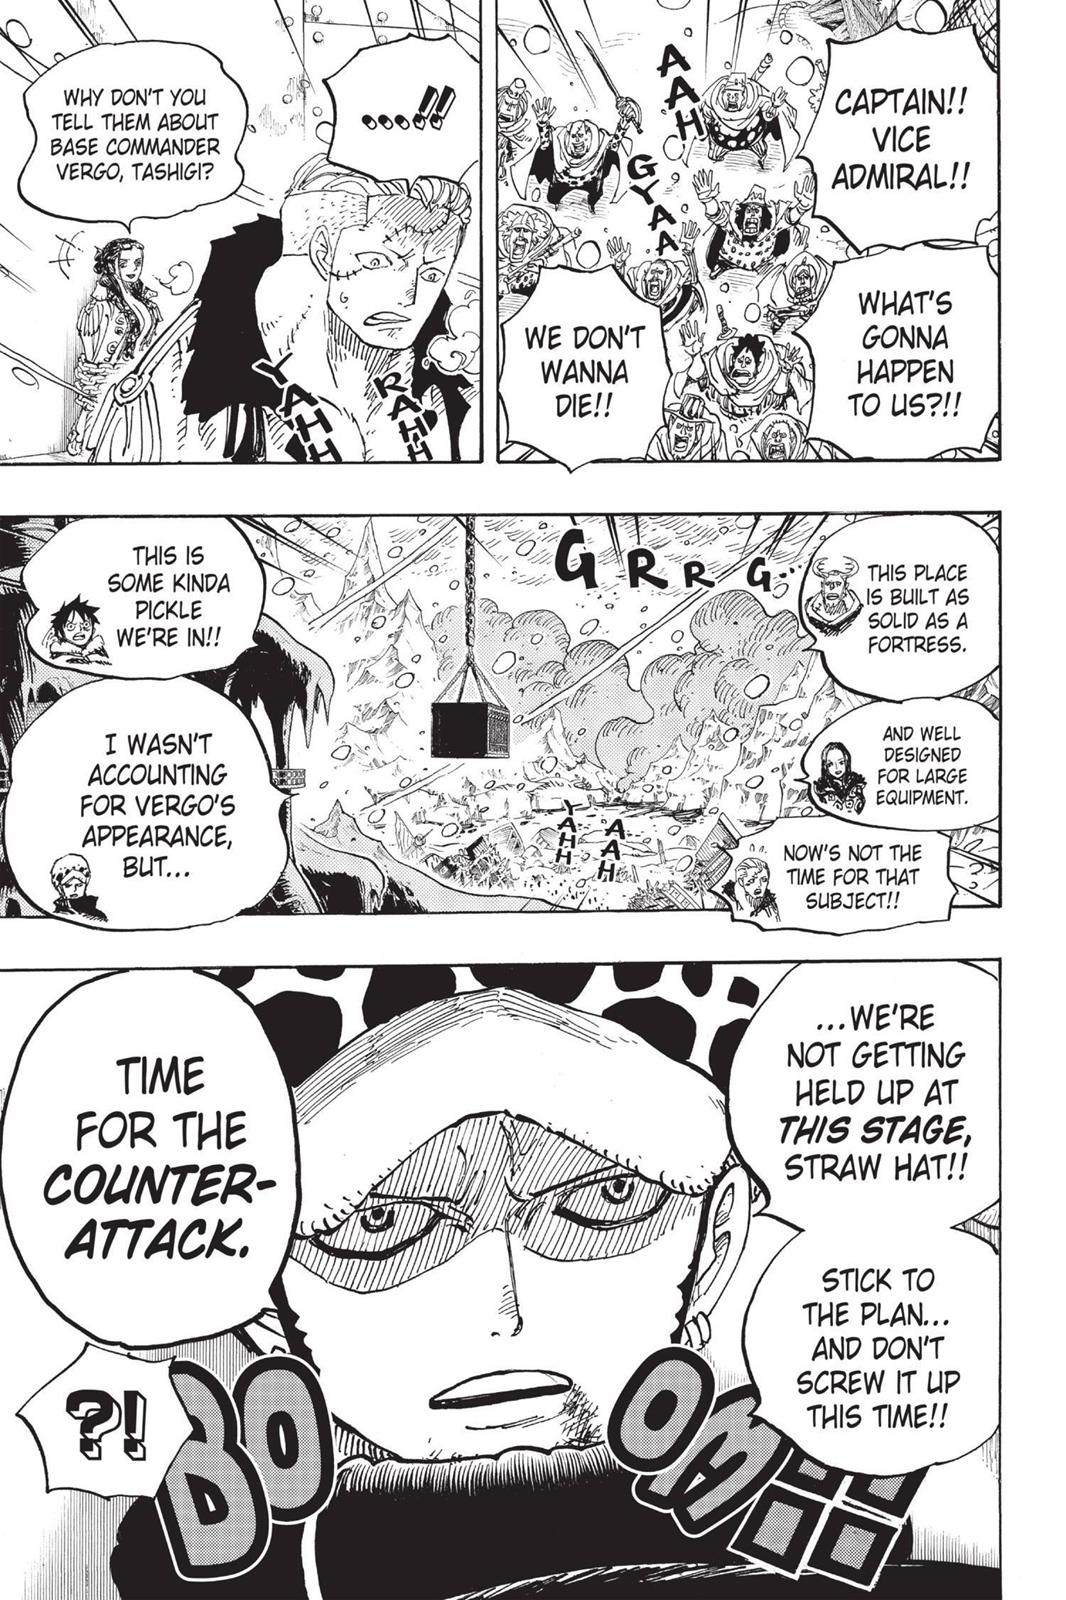 CAPTAIN!!
VICE
ADMIRAL!!
AAH
GYAA
WHAT'S
GONNA
HAPPEN
TO US?!!
WE DON'T
WANNA
DIE!!
....!!
WHY DON'T YOU
TELL THEM ABOUT
BASE COMMANDER
VERGO, TASHIGI?
RAHH
YAHH
THIS PLACE
IS BUILT AS
SOLID AS A
FORTRESS.
GRRG...
AND WELL
DESIGNED
FOR LARGE
EQUIPMENT.
NOW'S NOT THE
TIME FOR THAT
SUBJECT!!
AAH
YAHH
THIS IS
SOME KINDA
PICKLE
WE'RE IN!!
I WASN'T
ACCOUNTING
FOR VERGO'S
APPEARANCE,
BUT...
...WE'RE
NOT GETTING
HELD UP AT
THIS STAGE,
STRAW HAT!!
STICK TO
THE PLAN...
AND DON'T
SCREW IT UP
THIS TIME!!
TIME
FOR THE
COUNTER-
ATTACK.
?!
DOOM